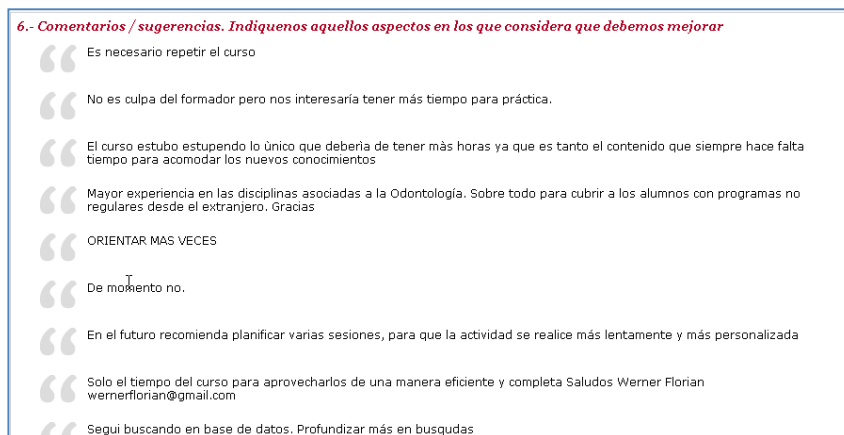 6.- Comentarios / sugerencias. Indiquenos aquellos aspectos en los que considera que debemos mejorar
Es necesario repetir el curso
No es culpa del formador pero nos interesaría tener más tiempo para práctica.
El curso estubo estupendo lo ùnico que deberìa de tener màs horas ya que es tanto el contenido que siempre hace falta
tiempo para acomodar los nuevos conocimientos
Mayor experiencia en las disciplinas asociadas a la Odontología. Sobre todo para cubrir a los alumnos con programas no
regulares desde el extranjero. Gracias
ORIENTAR MAS VECES
De momento no.
En el futuro recomienda planificar varias sesiones, para que la actividad se realice más lentamente y más personalizada
Solo el tiempo del curso para aprovecharlos de una manera eficiente y completa Saludos Werner Florian
wernerflorian@gmail.com
Segui buscando en base de datos. Profundizar más en busqudas